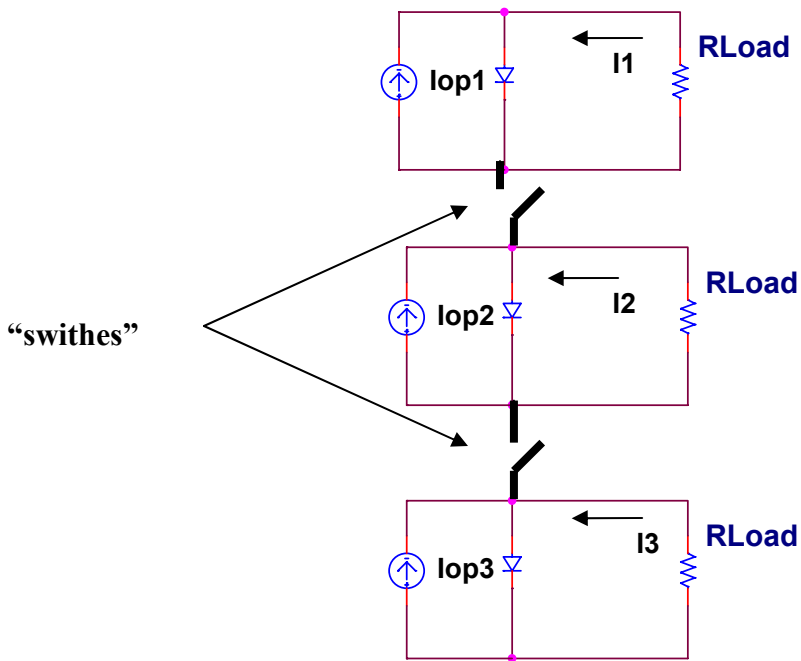 RLoad
Iop1
I1
RLoad
Iop2
I2
“swithes”
RLoad
Iop3
I3